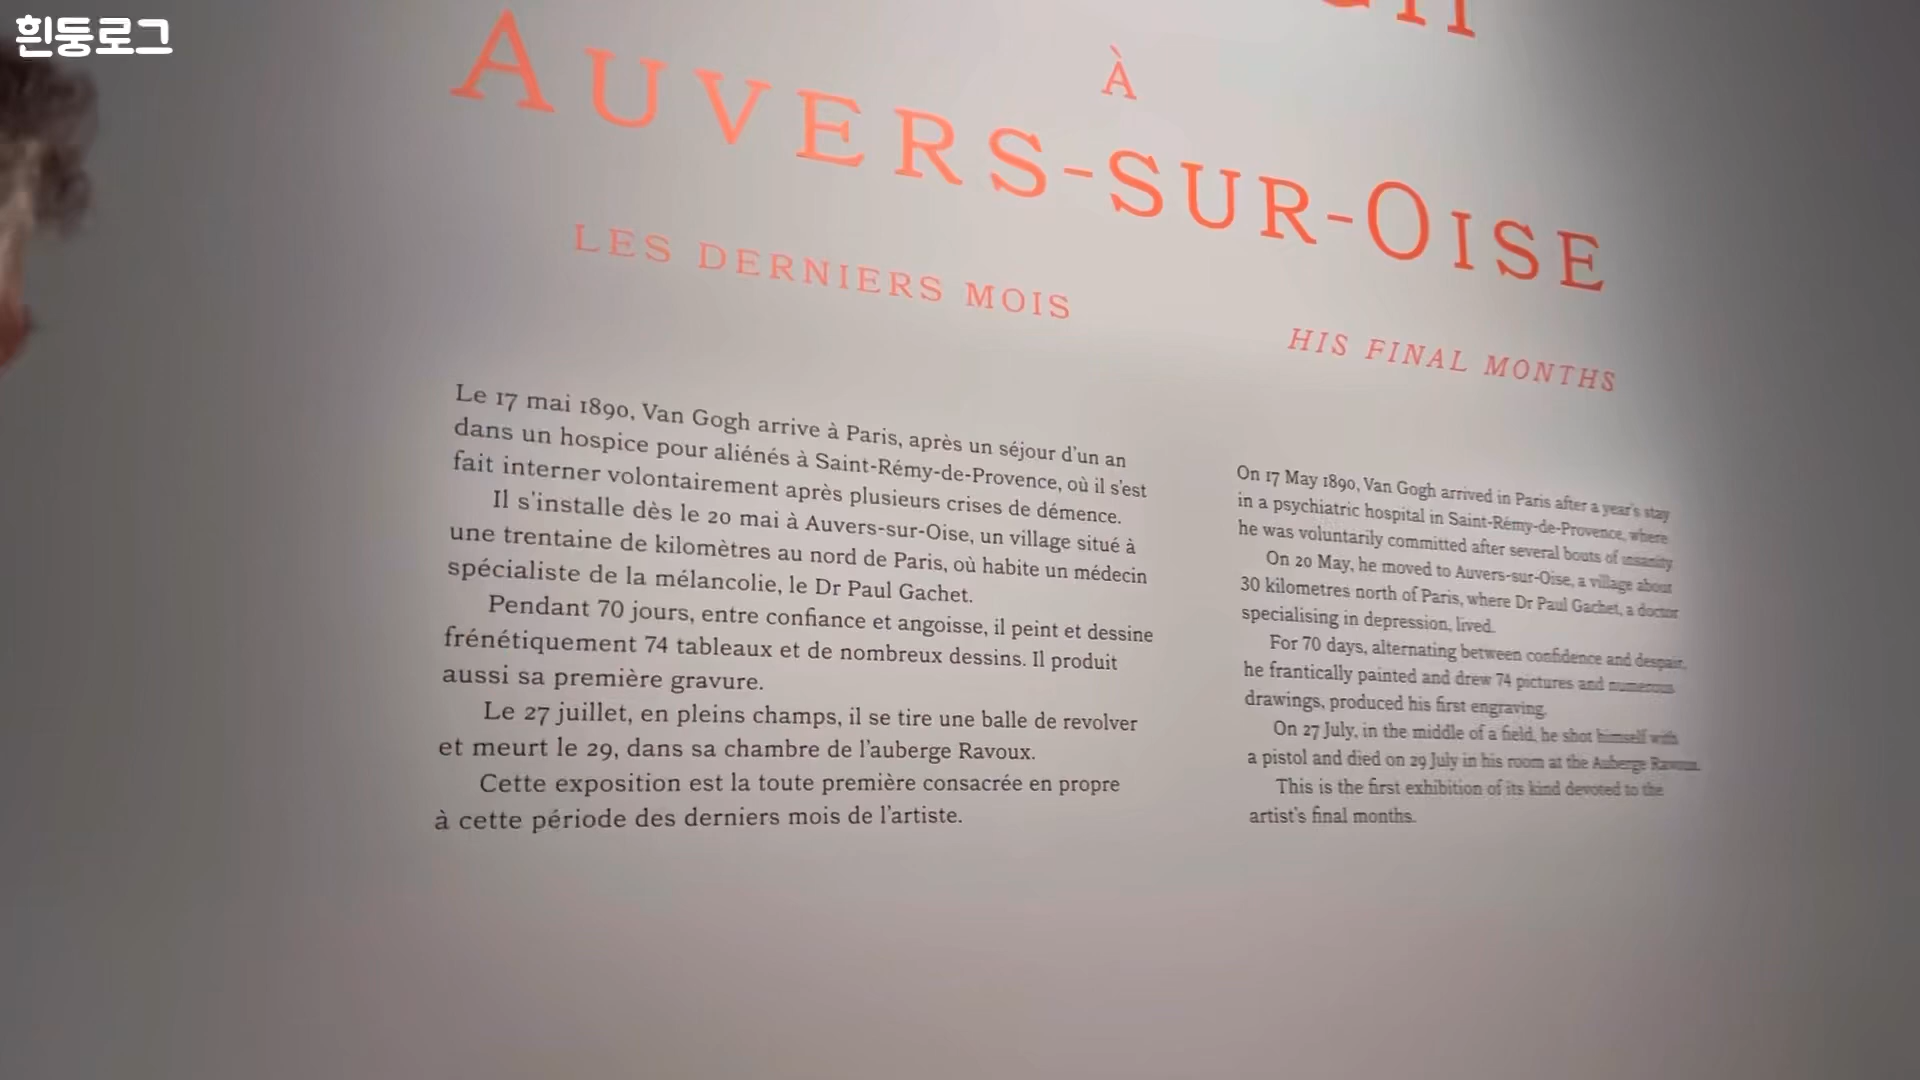 흰둥로그
À
AUVERS-SUR-OISE
LES DERNIERS MOIS
HIS FINAL MONTHS
Le 17 mai 1890, Van Gogh arrive à Paris, après un séjour d'un an
dans un hospice pour aliénés à Saint-Rémy-de-Provence, où il s'est
fait interner volontairement après plusieurs crises de démence.
Il s'installe dès le 20 mai à Auvers-sur-Oise, un village situé à
une trentaine de kilomètres au nord de Paris, où habite un médecin
spécialiste de la mélancolie, le Dr Paul Gachet.
Pendant 70 jours, entre confiance et angoisse, il peint et dessine
frénétiquement 74 tableaux et de nombreux dessins. Il produit
aussi sa première gravure.
Le 27 juillet, en pleins champs, il se tire une balle de revolver
et meurt le 29, dans sa chambre de l'auberge Ravoux.
Cette exposition est la toute première consacrée en propre
à cette période des derniers mois de l'artiste.
On 17 May 1890, Van Gogh arrived in Paris after a year's stay
in a psychiatric hospital in Saint-Rémy-de-Provence, where
he was voluntarily committed after several bouts of insanity.
On 20 May, he moved to Auvers-sur-Oise, a village about
30 kilometres north of Paris, where Dr Paul Gachet, a doctor
specialising in depression, lived.
For 70 days, alternating between confidence and despair,
he frantically painted and drew 74 pictures and numerous
drawings, produced his first engraving.
On 27 July, in the middle of a field, he shot himself with
a pistol and died on 29 July in his room at the Auberge Ravoux.
This is the first exhibition of its kind devoted to the
artist's final months.